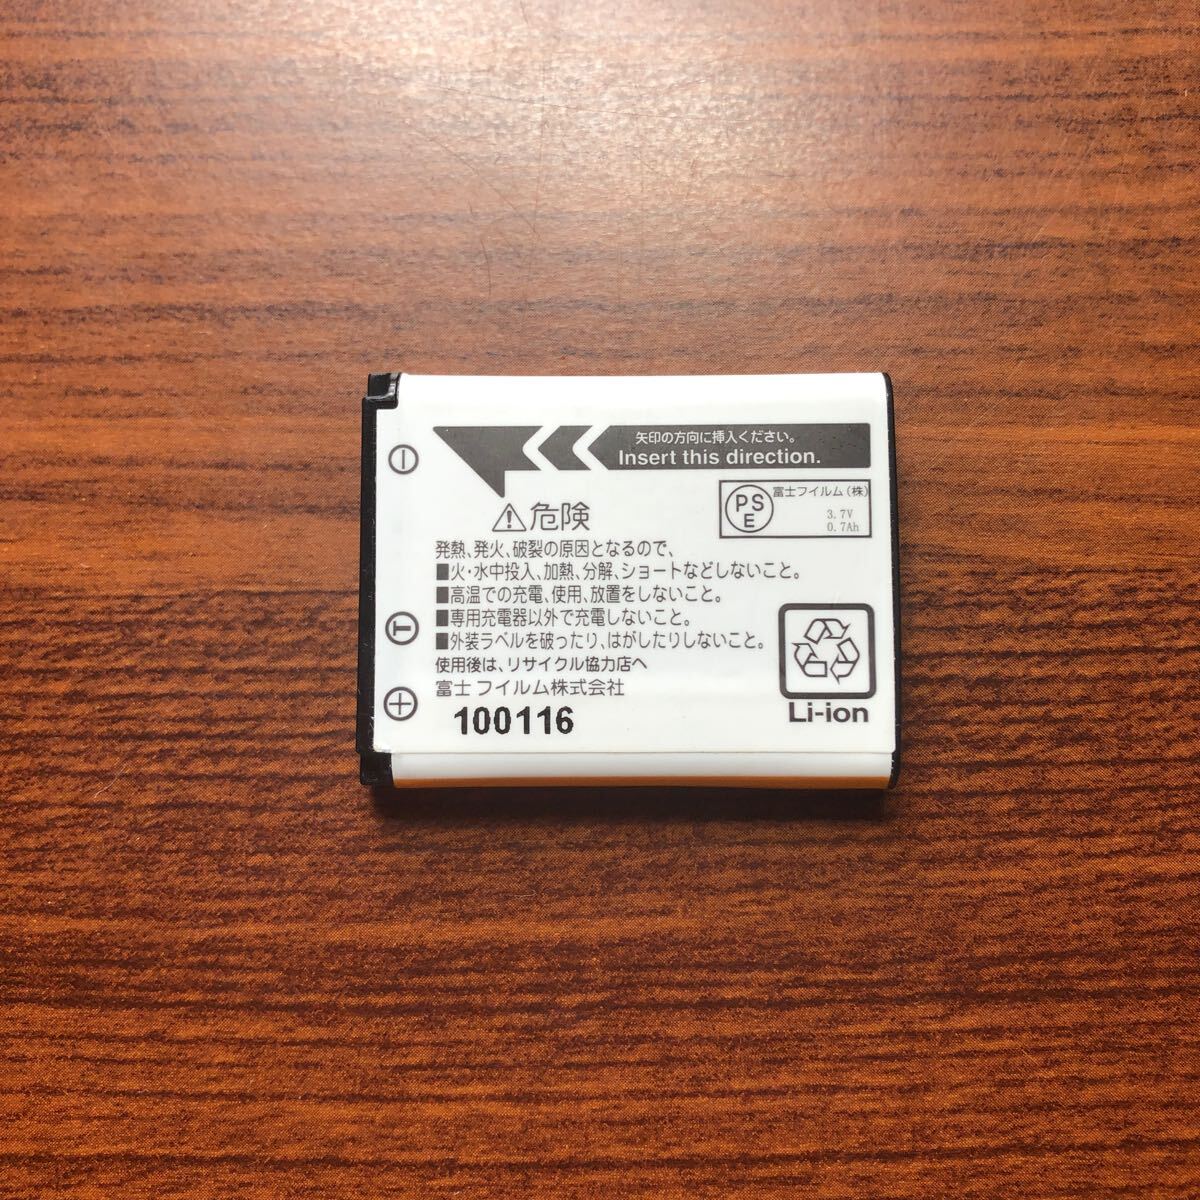 矢印の方向に挿入ください。
Insert this direction.
PS
E
富士フイルム(株)
3.7V
0.7Ah
危険
発熱、発火、破裂の原因となるので、
■火・水中投入、加熱、分解、ショートなどしないこと。
■高温での充電、使用、放置をしないこと。
■専用充電器以外で充電しないこと。
■外装ラベルを破ったり、はがしたりしないこと。
使用後は、リサイクル協力店へ
富士フイルム株式会社
100116
Li-ion
－
T
＋